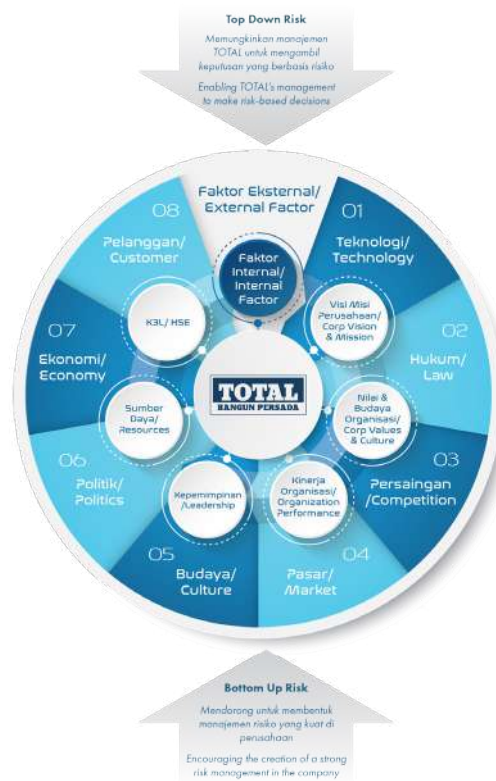 Top Down Risk
Memungkinkan manajemen
TOTAL untuk mengambil
keputusan yang berbasis risiko
Enabling TOTAL's management
to make risk-based decisions
Faktor Eksternal/
External Factor
01
Teknologi/
Technology
02
Hukum/
Law
03
Persaingan
/Competition
04
Pasar/
Market
05
Budaya/
Culture
06
Politik/
Politics
07
Ekonomi/
Economy
08
Pelanggan/
Customer
Faktor
Internal/
Internal
Factor
Visi Misi
Perusahaan/
Corp Vision
& Mission
Nilai &
Budaya
Organisasi/
Corp Values
& Culture
Kinerja
Organisasi/
Organization
Performance
Kepemimpinan
/Leadership
Sumber
Daya/
Resources
K3L/ HSE
TOTAL
BANGUN PERSADA
Bottom Up Risk
Mendorong untuk membentuk
manajemen risiko yang kuat di
perusahaan
Encouraging the creation of a strong
risk management in the company